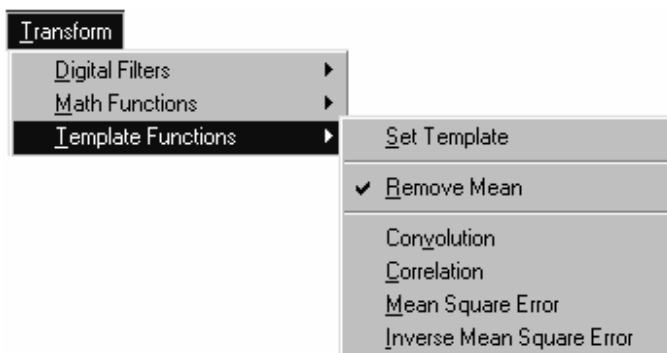 Transform
Digital Filters
Math Functions
Template Functions
Set Template
Remove Mean
Convolution
Correlation
Mean Square Error
Inverse Mean Square Error